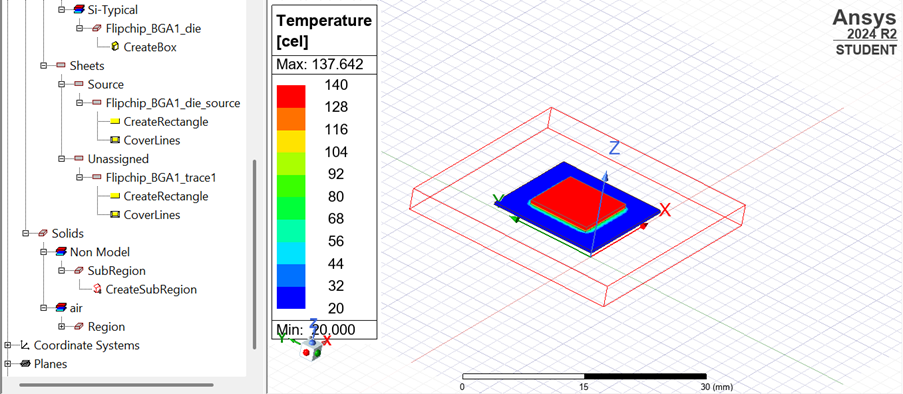 Si-Typical
Flipchip_BGA1_die
CreateBox
Sheets
Source
Flipchip_BGA1_die_source
CreateRectangle
CoverLines
Unassigned
Flipchip_BGA1_trace1
CreateRectangle
CoverLines
Solids
Non Model
SubRegion
CreateSubRegion
air
Region
Coordinate Systems
Planes
Temperature
[cel]
Max: 137.642
140
128
116
104
92
80
68
56
44
32
20
Min: 20.000
Z
Y
X
Z
Y
X
0
15
30 (mm)
Ansys
2024 R2
STUDENT